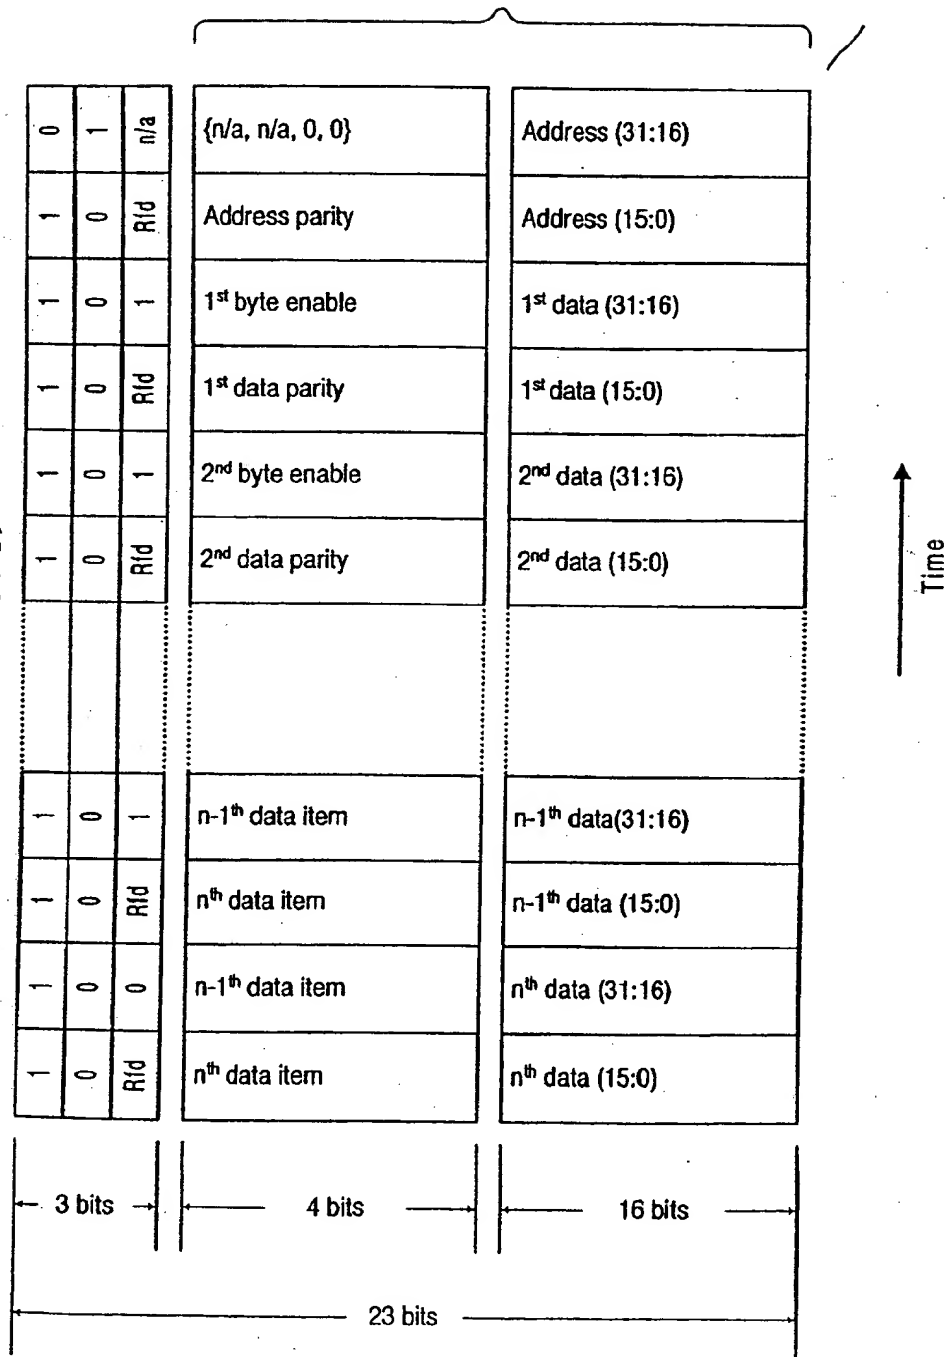 0 1 n/a {n/a, n/a, 0, 0} Address (31:16)
1 0 Rfd Address parity Address (15:0)
1 0 1 1st byte enable 1st data (31:16)
1 0 Rfd 1st data parity 1st data (15:0)
1 0 1 2nd byte enable 2nd data (31:16)
1 0 Rfd 2nd data parity 2nd data (15:0)
Time
1 0 1 n-1th data item n-1th data(31:16)
1 0 Rfd nth data item n-1th data (15:0)
1 0 0 n-1th data item nth data (31:16)
1 0 Rfd nth data item nth data (15:0)
3 bits 4 bits 16 bits
23 bits